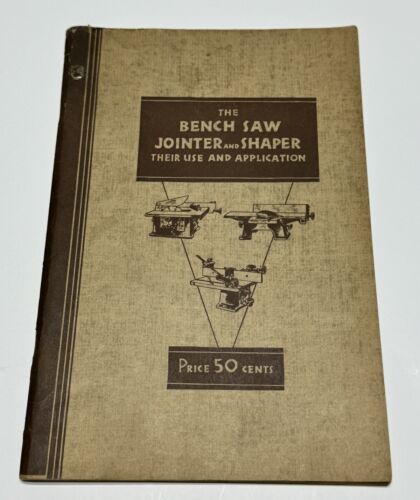 THE
BENCH SAW
JOINTER AND SHAPER
THEIR USE AND APPLICATION
PRICE 50 CENTS